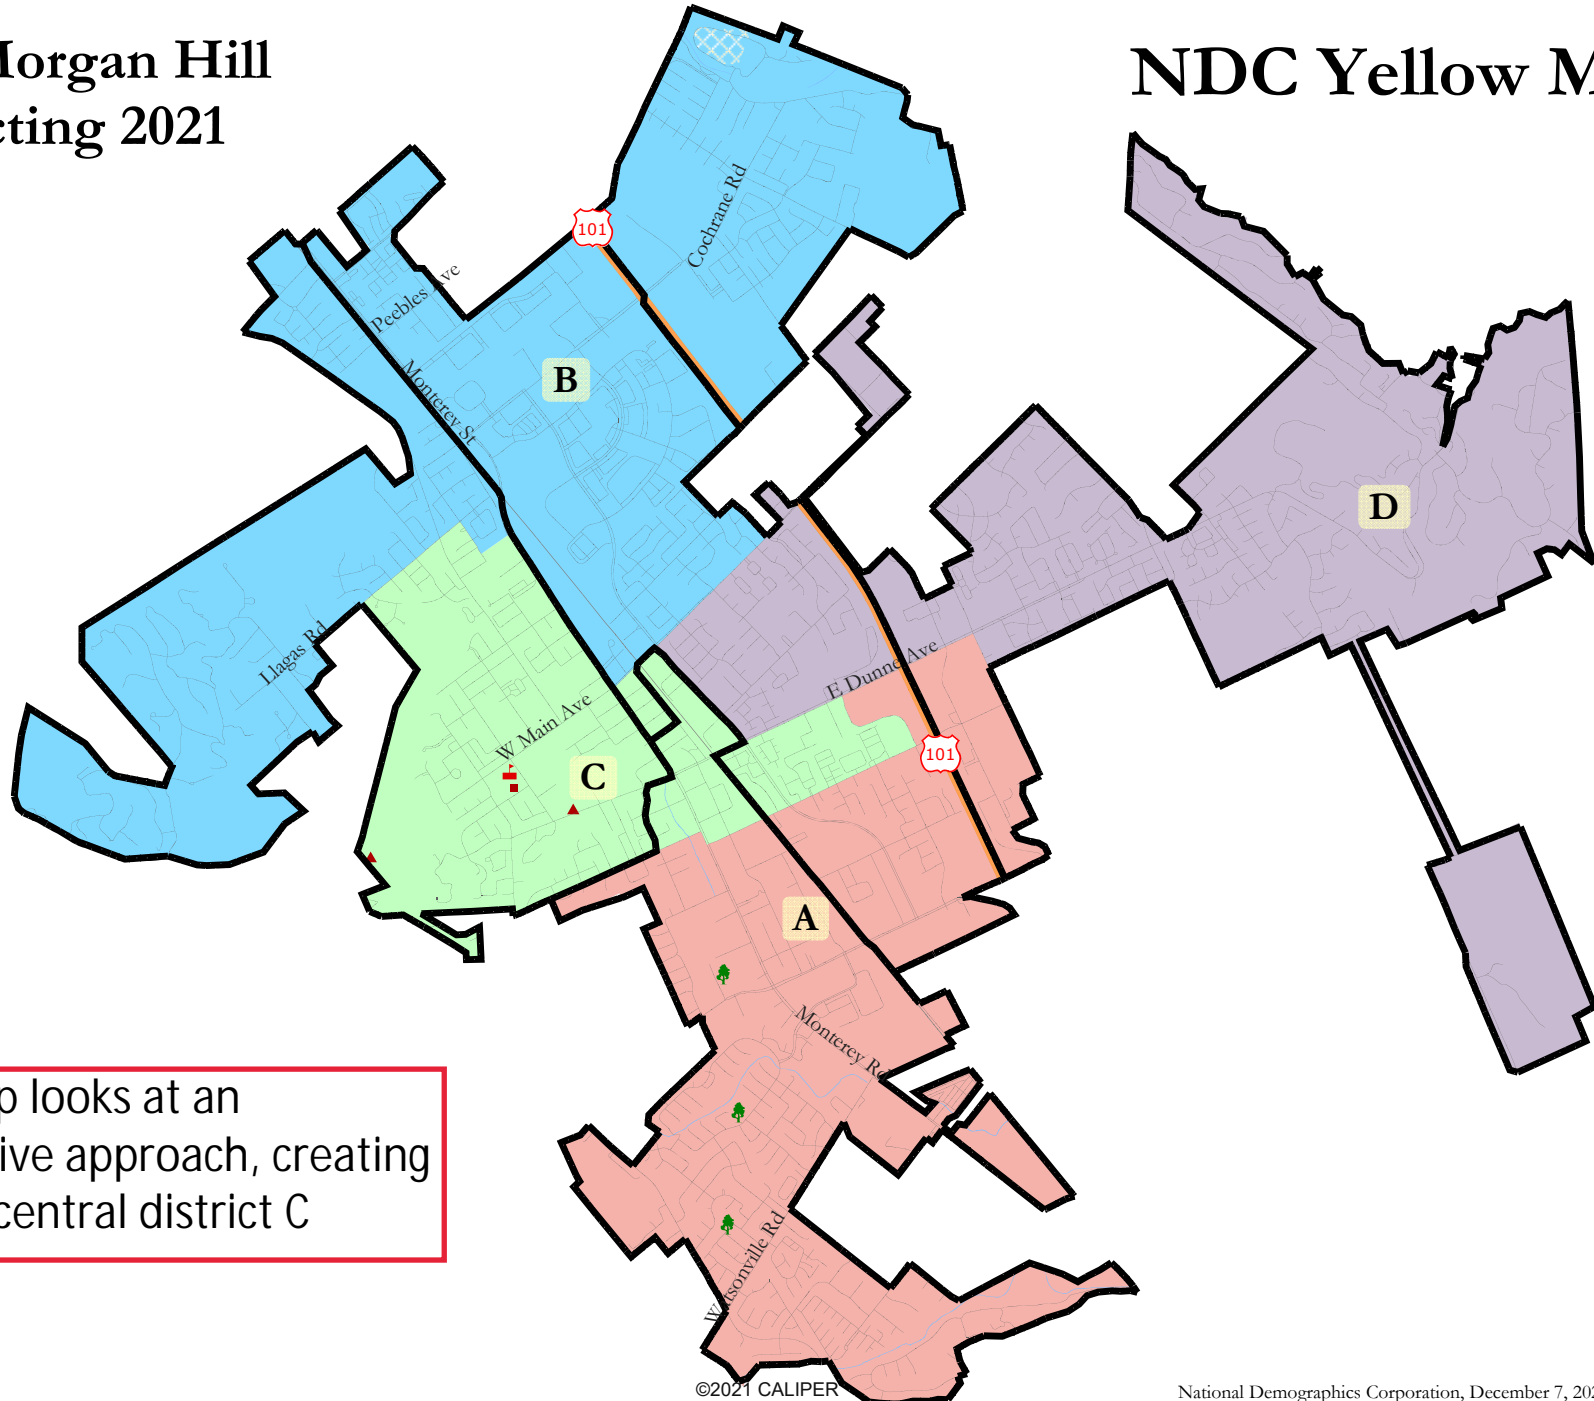 Morgan Hill
cting 2021
NDC Yellow M
101
Cochrane Rd
Peebles Ave
Monterey St
B
D
Llagas Rd
E Dunne Ave
W Main Ave
C
101
A
Monterey Rd
p looks at an
ive approach, creating
central district C
Watsonville Rd
©2021 CALIPER
National Demographics Corporation, December 7, 202